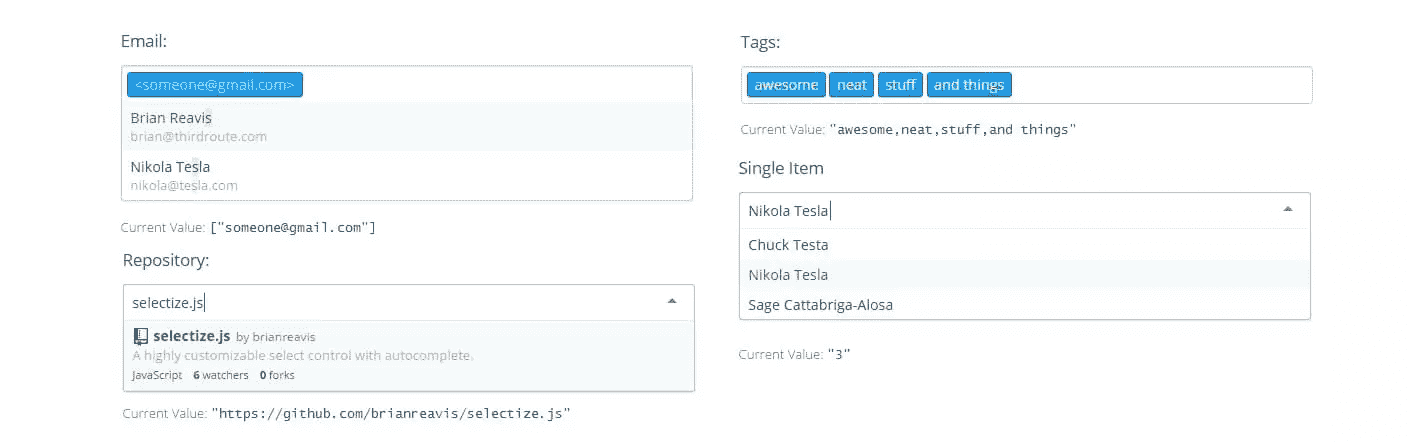 Email:
<someone@gmail.com>
Brian Reavis
brian@thirdroute.com
Nikola Tesla
nikola@tesla.com
Current Value: ["someone@gmail.com"]
Repository:
selectize.js
selectize.js by brianreavis
A highly customizable select control with autocomplete.
JavaScript 6 watchers 0 forks
Current Value: "https://github.com/brianreavis/selectize.js"
Tags:
awesome neat stuff and things
Current Value: "awesome,neat,stuff,and things"
Single Item
Nikola Tesla
Chuck Testa
Nikola Tesla
Sage Cattabriga-Alosa
Current Value: "3"